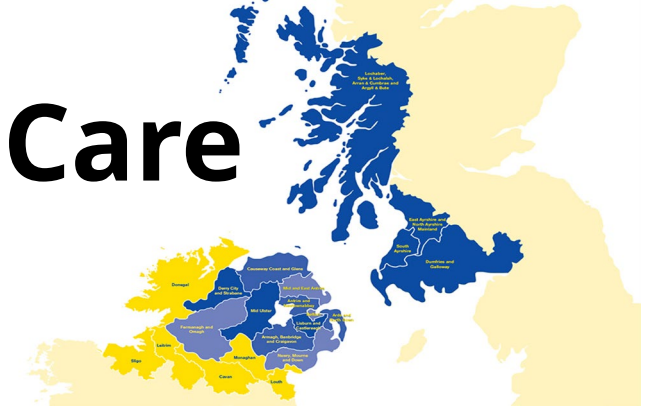 Care
Lochaber,
Skye & Lochalsh,
Arran & Cumbrae and
Argyll & Bute
East Ayrshire and
North Ayrshire
Mainland
South
Ayrshire
Dumfries and
Galloway
Donegal
Causeway Coast and Glens
Derry City
and Strabane
Mid and East Antrim
Mid Ulster
Antrim and
Lisburn and
Castlereagh
Fermanagh and
Omagh
Armagh, Banbridge
and Craigavon
Newry, Mourne
and Down
Leitrim
Sligo
Monaghan
Cavan
Louth